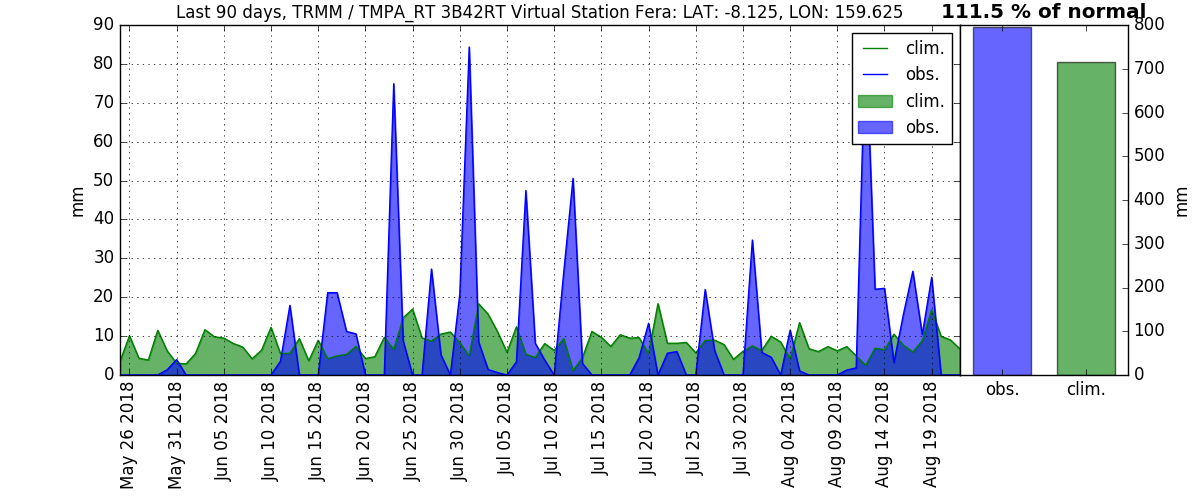 Last 90 days, TRMM / TMPA_RT 3B42RT Virtual Station Fera: LAT: -8.125, LON: 159.625
111.5 % of normal
90
80
70
60
50
40
30
20
10
0
mm
clim.
obs.
clim.
obs.
800
700
600
500
400
300
200
100
0
mm
obs.
clim.
May 26 2018
May 31 2018
Jun 05 2018
Jun 10 2018
Jun 15 2018
Jun 20 2018
Jun 25 2018
Jun 30 2018
Jul 05 2018
Jul 10 2018
Jul 15 2018
Jul 20 2018
Jul 25 2018
Jul 30 2018
Aug 04 2018
Aug 09 2018
Aug 14 2018
Aug 19 2018